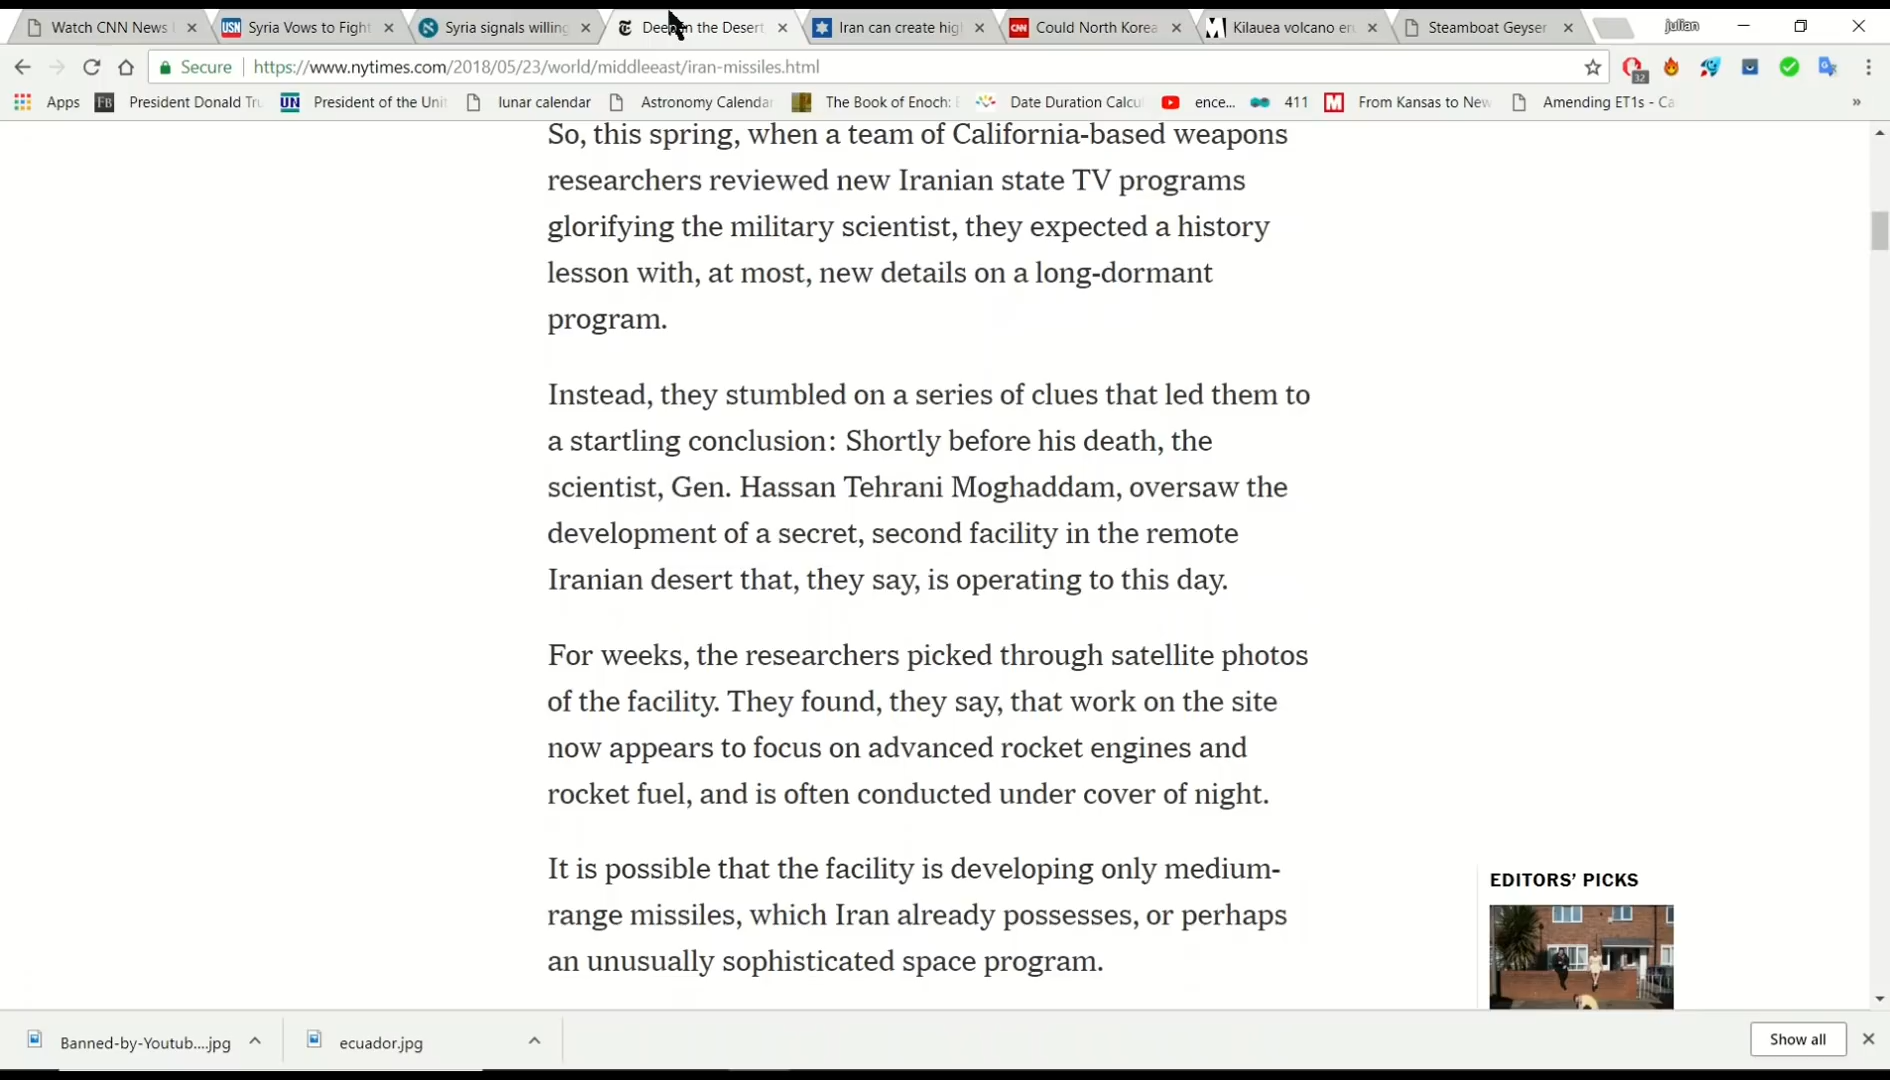 Watch CNN News
USN
Syria Vows to Fight
Syria signals willing
Deep in the Desert
Iran can create hig
CNN
Could North Korea
Kilauea volcano eru
Steamboat Geyser
julian
Secure
https://www.nytimes.com/2018/05/23/world/middleeast/iran-missiles.html
32
Apps
FB
President Donald Tru
UN
President of the Unit
lunar calendar
Astronomy Calendar
The Book of Enoch:
Date Duration Calcu
ence...
411
M
From Kansas to New
Amending ET1s - Ca
»
So, this spring, when a team of California-based weapons
researchers reviewed new Iranian state TV programs
glorifying the military scientist, they expected a history
lesson with, at most, new details on a long-dormant
program.
Instead, they stumbled on a series of clues that led them to
a startling conclusion: Shortly before his death, the
scientist, Gen. Hassan Tehrani Moghaddam, oversaw the
development of a secret, second facility in the remote
Iranian desert that, they say, is operating to this day.
For weeks, the researchers picked through satellite photos
of the facility. They found, they say, that work on the site
now appears to focus on advanced rocket engines and
rocket fuel, and is often conducted under cover of night.
It is possible that the facility is developing only medium-
range missiles, which Iran already possesses, or perhaps
an unusually sophisticated space program.
EDITORS' PICKS
Banned-by-Youtub....jpg
ecuador.jpg
Show all